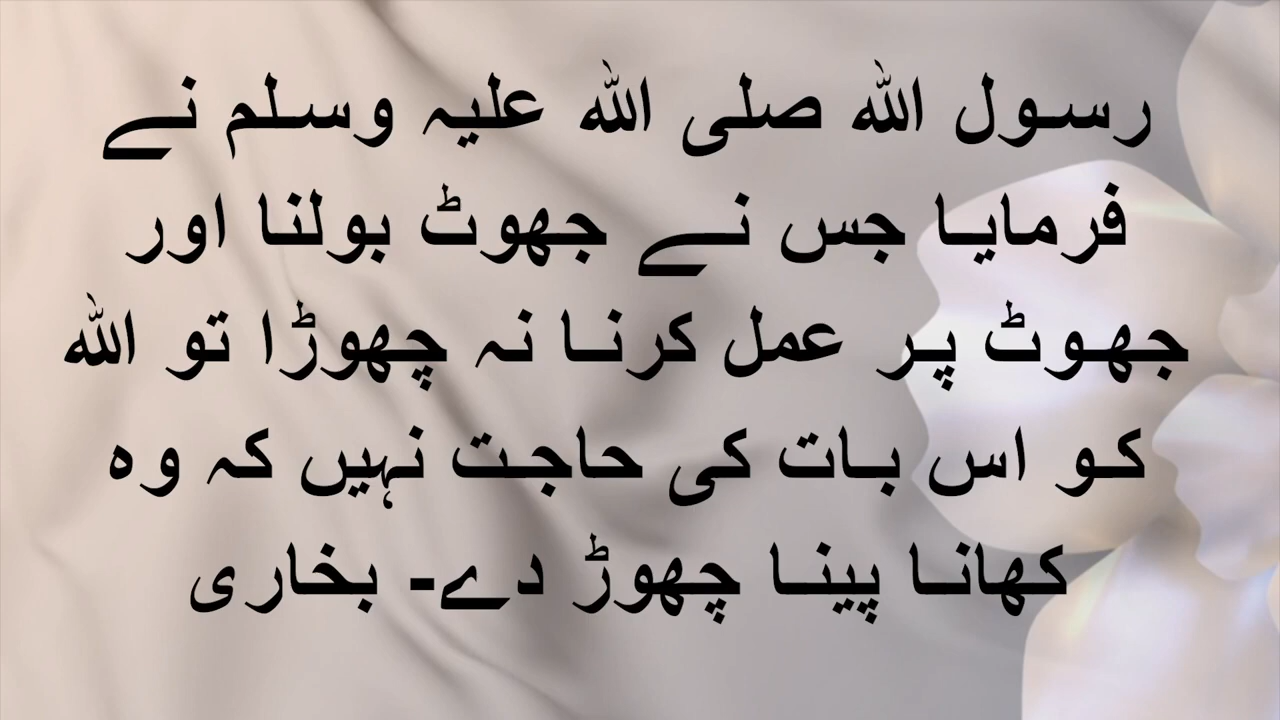 رسول اللہ صلی اللہ علیہ وسلم نے
فرمایا جس نے جھوٹ بولنا اور
جھوٹ پر عمل کرنا نہ چھوڑا تو اللہ
کو اس بات کی حاجت نہیں کہ وہ
کھانا پینا چھوڑ دے۔ بخاری